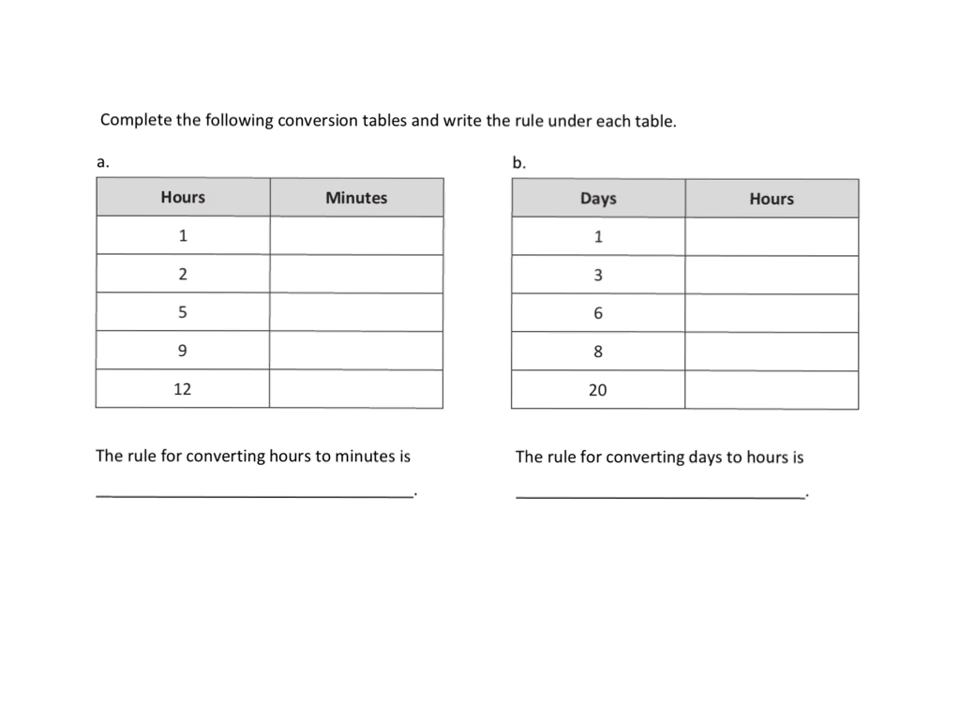 Complete the following conversion tables and write the rule under each table.
a.
Hours Minutes
1
2
5
9
12
The rule for converting hours to minutes is
.
b.
Days Hours
1
3
6
8
20
The rule for converting days to hours is
.